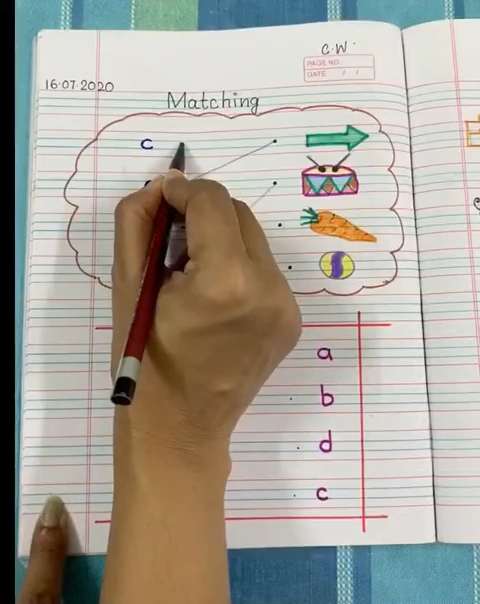 C.W.
PAGE NO.
DATE / /
16.07.2020
Matching
c
a
b
d
c